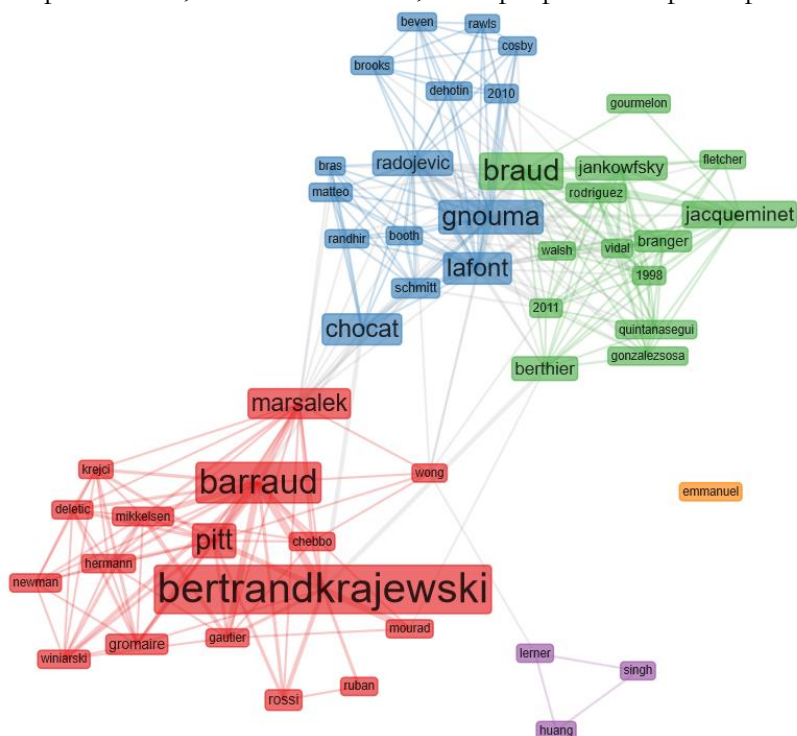 beven
rawls
cosby
brooks
dehotin
2010
gourmelon
bras
radojevic
braud
jankowfsky
fletcher
matteo
rodriguez
gnouma
jacqueminet
randhir
booth
walsh
vidal
branger
lafont
1998
schmitt
2011
chocat
quintanasegui
gonzalezsosa
berthier
marsalek
krejci
barraud
wong
emmanuel
deletic
mikkelsen
pitt
chebbo
hermann
newman
bertrandkrajewski
gromaire
gautier
mourad
winiarski
lerner
singh
ruban
rossi
huang